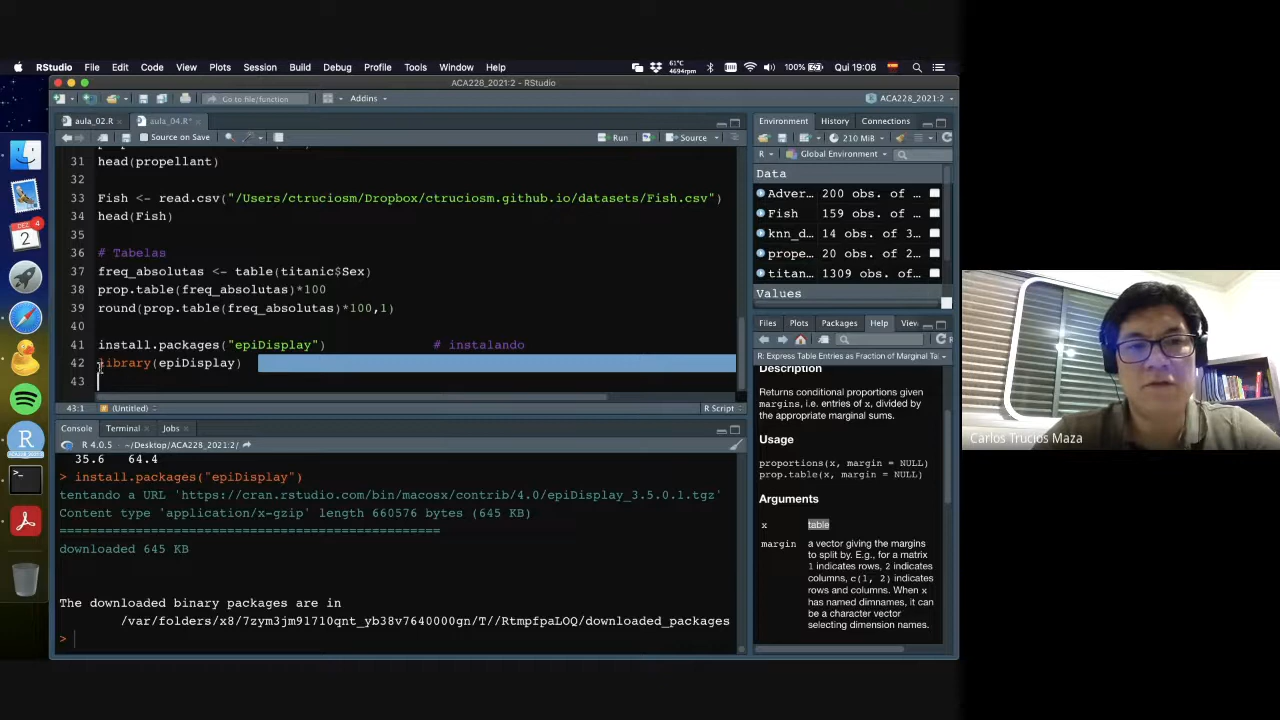 RStudio File Edit Code View Plots Session Build Debug Profile Tools Window Help 61°C 4694rpm 100% Qui 19:08
ACA228_2021:2 - RStudio
Go to file/function Addins ACA228_2021:2
aula_02.R aula_04.R*
Source on Save Run Source
31 head(propellant)
32
33 Fish <- read.csv("/Users/ctruciosm/Dropbox/ctruciosm.github.io/datasets/Fish.csv")
34 head(Fish)
35
36 # Tabelas
37 freq_absolutas <- table(titanic$Sex)
38 prop.table(freq_absolutas)*100
39 round(prop.table(freq_absolutas)*100,1)
40
41 install.packages("epiDisplay") # instalando
42 library(epiDisplay)
43
43:1 (Untitled) R Script
Console Terminal Jobs
R 4.0.5 · ~/Desktop/ACA228_2021:2/
35.6 64.4
> install.packages("epiDisplay")
tentando a URL 'https://cran.rstudio.com/bin/macosx/contrib/4.0/epiDisplay_3.5.0.1.tgz'
Content type 'application/x-gzip' length 660576 bytes (645 KB)
==================================================
downloaded 645 KB
The downloaded binary packages are in
/var/folders/x8/7zym3jm91710qnt_yb38v7640000gn/T//RtmpfpaLOQ/downloaded_packages
>
Environment History Connections
210 MiB
R Global Environment
Data
Adver... 200 obs. of ...
Fish 159 obs. of ...
knn_d... 14 obs. of 3...
prope... 20 obs. of 2...
titan... 1309 obs. of...
Values
Files Plots Packages Help View
R: Express Table Entries as Fraction of Marginal Ta
Description
Returns conditional proportions given
margins, i.e. entries of x, divided by
the appropriate marginal sums.
Usage
proportions(x, margin = NULL)
prop.table(x, margin = NULL)
Arguments
x table
margin a vector giving the margins
to split by. E.g., for a matrix
1 indicates rows, 2 indicates
columns, c(1, 2) indicates
rows and columns. When x
has named dimnames, it can
be a character vector
selecting dimension names.
Carlos Trucios Maza
DEC 4
2
R